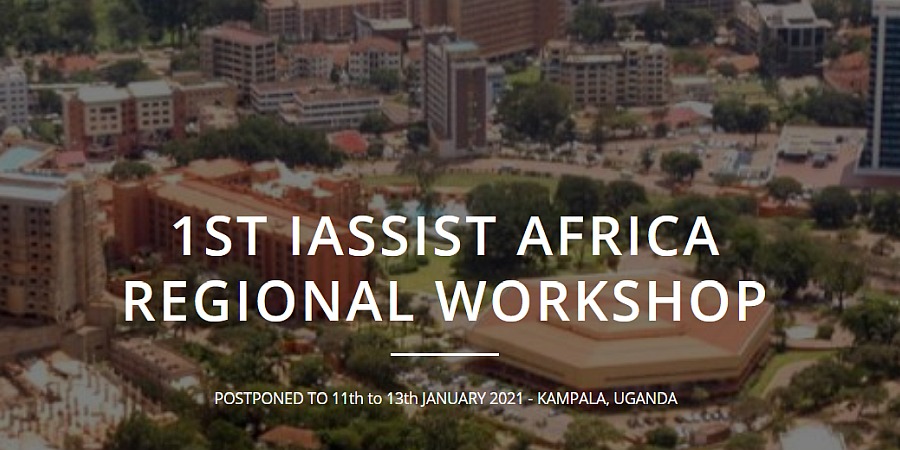 1ST IASSIST AFRICA
REGIONAL WORKSHOP
POSTPONED TO 11th to 13th JANUARY 2021 - KAMPALA, UGANDA